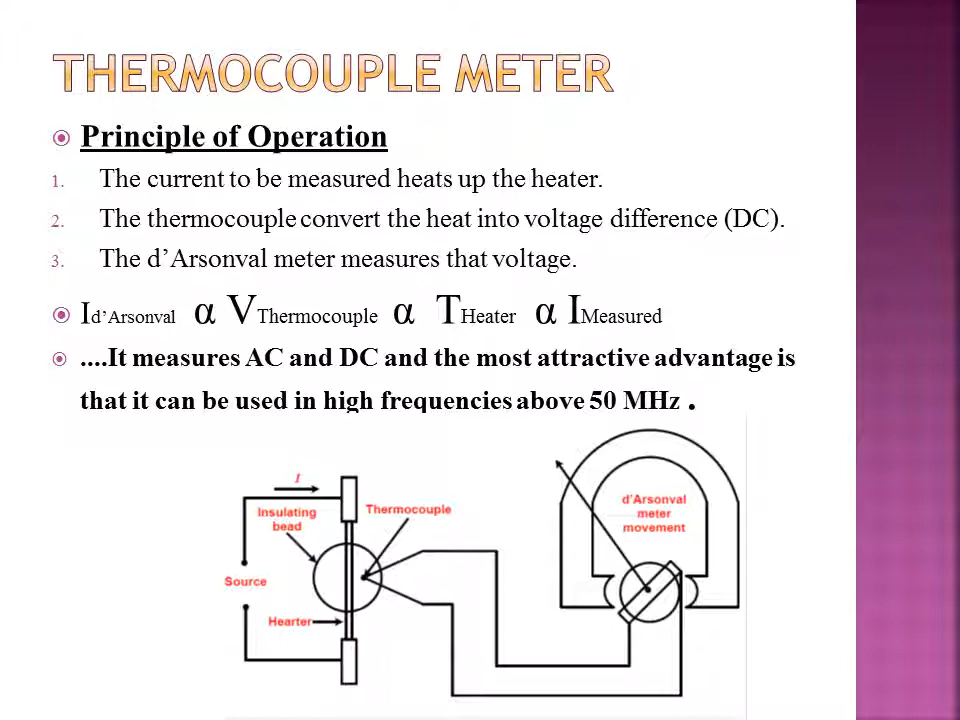 THERMOCOUPLE METER
Principle of Operation
1. The current to be measured heats up the heater.
2. The thermocouple convert the heat into voltage difference (DC).
3. The d’Arsonval meter measures that voltage.
Id’Arsonval α VThermocouple α THeater α IMeasured
....It measures AC and DC and the most attractive advantage is
that it can be used in high frequencies above 50 MHz .
I
Insulating
bead
Thermocouple
d’Arsonval
meter
movement
Source
Hearter